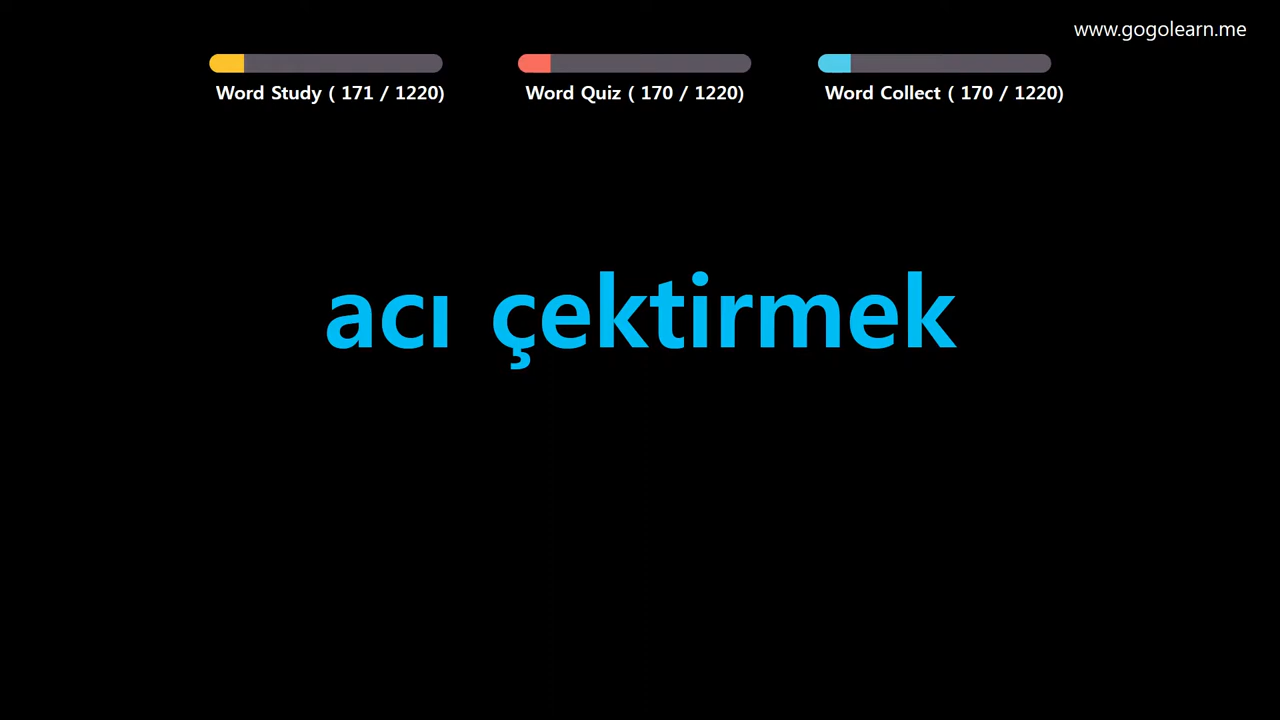 www.gogolearn.me
Word Study ( 171 / 1220)
Word Quiz ( 170 / 1220)
Word Collect ( 170 / 1220)
acı çektirmek